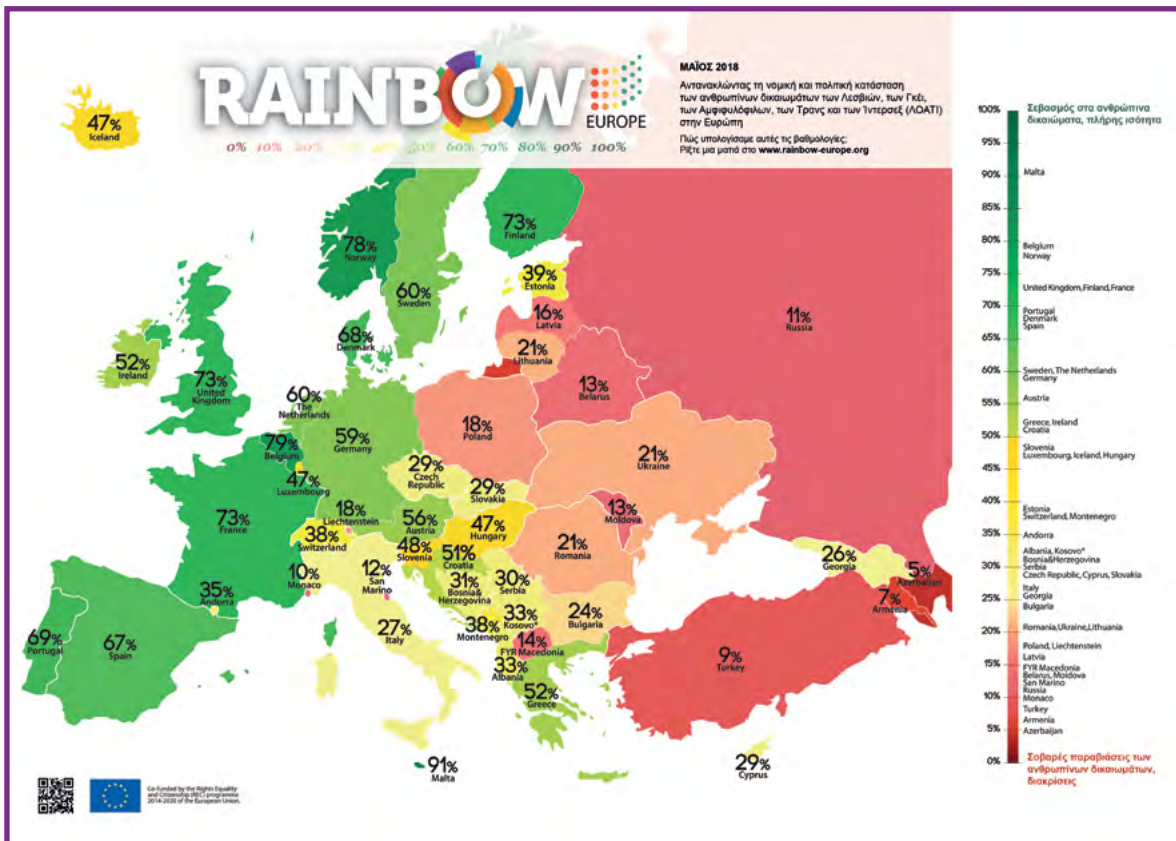 RAINBOW
EUROPE
0% 10% 20% 30% 40% 50% 60% 70% 80% 90% 100%
ΜΑΪΟΣ 2018
Αντανακλώντας τη νομική και πολιτική κατάσταση
των ανθρωπίνων δικαιωμάτων των Λεσβιών, των Γκέι,
των Αμφιφυλόφιλων, των Τρανς και των Ίντερσεξ (ΛΟΑΤΙ)
στην Ευρώπη
Πώς υπολογίσαμε αυτές τις βαθμολογίες;
Ρίξτε μια ματιά στο www.rainbow-europe.org
47%
Iceland
78%
Norway
73%
Finland
60%
Sweden
39%
Estonia
16%
Latvia
11%
Russia
68%
Denmark
21%
Lithuania
52%
Ireland
73%
United
Kingdom
13%
Belarus
60%
The
Netherlands
59%
Germany
18%
Poland
79%
Belgium
21%
Ukraine
29%
Czech
Republic
47%
Luxembourg
29%
Slovakia
18%
Liechtenstein
56%
Austria
47%
Hungary
13%
Moldova
73%
France
38%
Switzerland
48%
Slovenia
51%
Croatia
21%
Romania
26%
Georgia
5%
Azerbaijan
10%
Monaco
12%
San
Marino
31%
Bosnia&
Herzegovina
30%
Serbia
7%
Armenia
35%
Andorra
33%
Kosovo*
24%
Bulgaria
38%
Montenegro
27%
Italy
14%
FYR Macedonia
69%
Portugal
67%
Spain
33%
Albania
9%
Turkey
52%
Greece
91%
Malta
29%
Cyprus
Co-funded by the Rights Equality
and Citizenship (REC) programme
2014-2020 of the European Union.
100%
Σεβασμός στα ανθρώπινα
δικαιώματα, πλήρης ισότητα
95%
90%
Malta
85%
80%
Belgium
Norway
75%
United Kingdom, Finland, France
70%
Portugal
Denmark
Spain
65%
60%
Sweden, The Netherlands
Germany
55%
Austria
Greece, Ireland
Croatia
50%
Slovenia
Luxembourg, Iceland, Hungary
45%
40%
Estonia
Switzerland, Montenegro
35%
Andorra
Albania, Kosovo*
Bosnia&Herzegovina
30%
Serbia
Czech Republic, Cyprus, Slovakia
Italy
Georgia
25%
Bulgaria
20%
Romania,Ukraine,Lithuania
Poland, Liechtenstein
15%
Latvia
FYR Macedonia
Belarus, Moldova
San Marino
Russia
10%
Monaco
Turkey
5%
Armenia
Azerbaijan
0%
Σοβαρές παραβιάσεις των
ανθρωπίνων δικαιωμάτων,
διακρίσεις